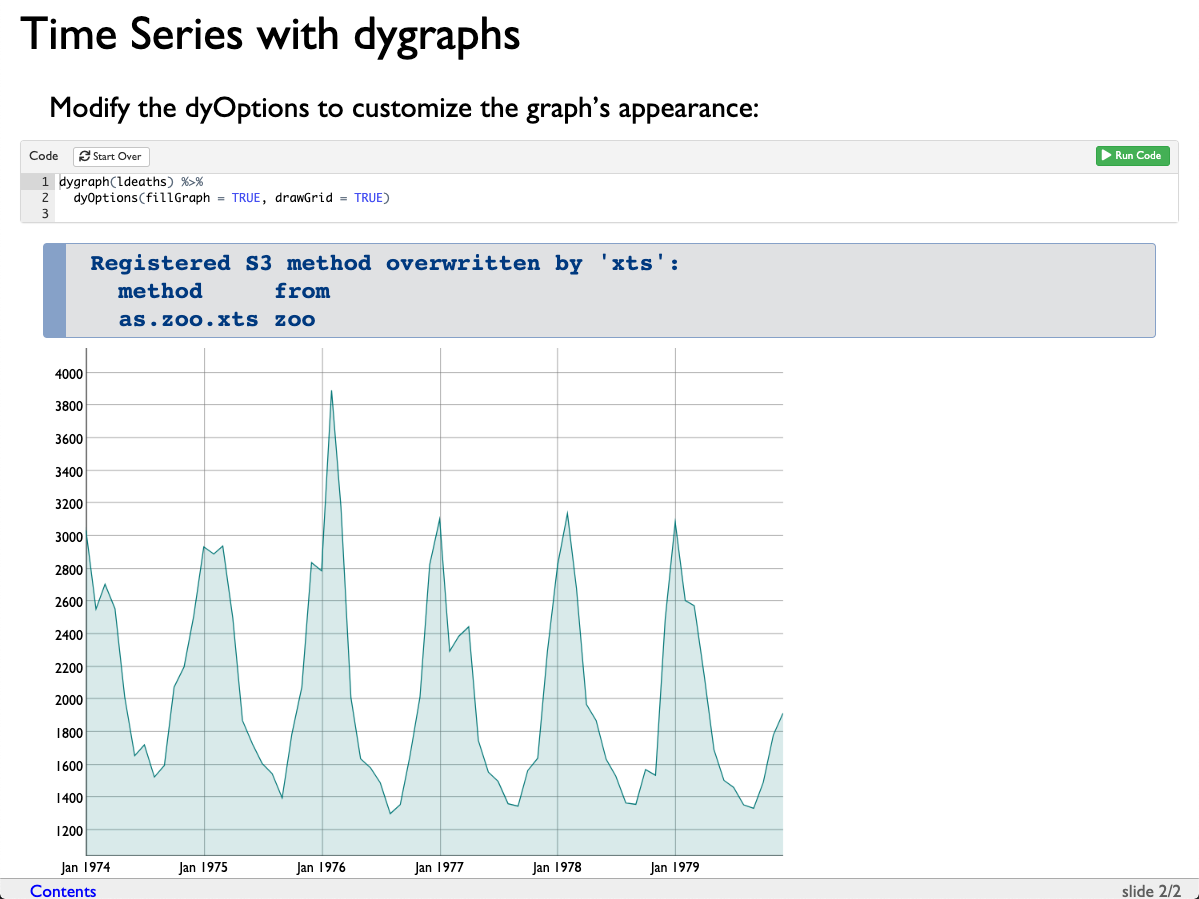 Time Series with dygraphs
Modify the dyOptions to customize the graph's appearance:
Code Start Over Run Code
1 dygraph(ldeaths) %>%
2 dyOptions(fillGraph = TRUE, drawGrid = TRUE)
3
Registered S3 method overwritten by 'xts':
method from
as.zoo.xts zoo
4000
3800
3600
3400
3200
3000
2800
2600
2400
2200
2000
1800
1600
1400
1200
Jan 1974 Jan 1975 Jan 1976 Jan 1977 Jan 1978 Jan 1979
Contents slide 2/2